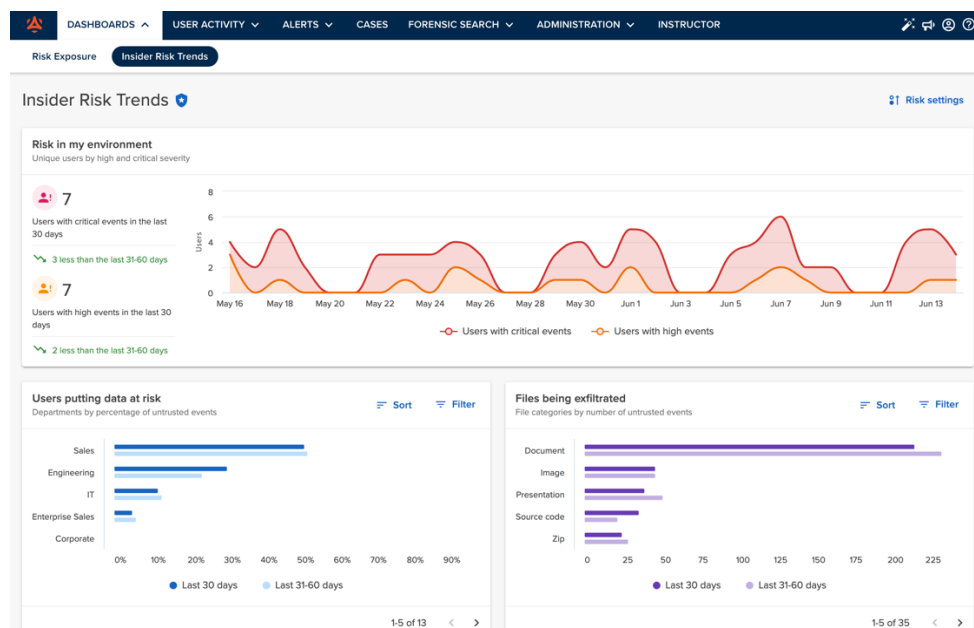 DASHBOARDS USER ACTIVITY ALERTS CASES FORENSIC SEARCH ADMINISTRATION INSTRUCTOR
Risk Exposure Insider Risk Trends
Insider Risk Trends
Risk settings
Risk in my environment
Unique users by high and critical severity
7
Users with critical events in the last
30 days
3 less than the last 31-60 days
7
Users with high events in the last 30
days
2 less than the last 31-60 days
Users
8
6
4
2
0
May 16 May 18 May 20 May 22 May 24 May 26 May 28 May 30 Jun 1 Jun 3 Jun 5 Jun 7 Jun 9 Jun 11 Jun 13
Users with critical events Users with high events
Users putting data at risk
Departments by percentage of untrusted events
Sort Filter
Sales
Engineering
IT
Enterprise Sales
Corporate
0% 10% 20% 30% 40% 50% 60% 70% 80% 90%
Last 30 days Last 31-60 days
1-5 of 13
Files being exfiltrated
File categories by number of untrusted events
Sort Filter
Document
Image
Presentation
Source code
Zip
0 25 50 75 100 125 150 175 200 225
Last 30 days Last 31-60 days
1-5 of 35